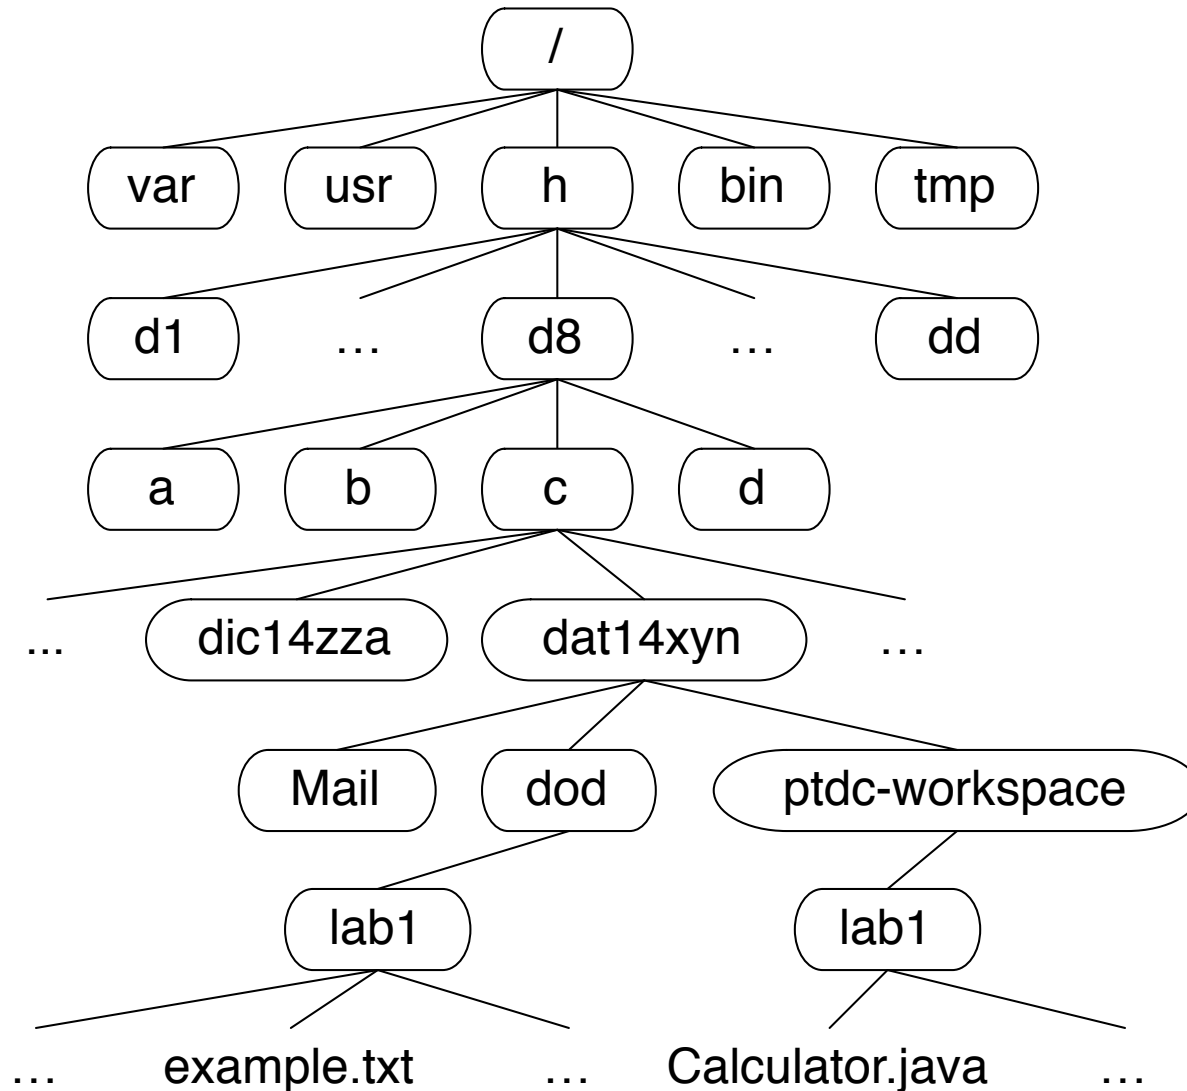 /
var usr h bin tmp
d1 … d8 … dd
a b c d
... dic14zza dat14xyn …
Mail dod ptdc-workspace
lab1 lab1
… example.txt … Calculator.java …